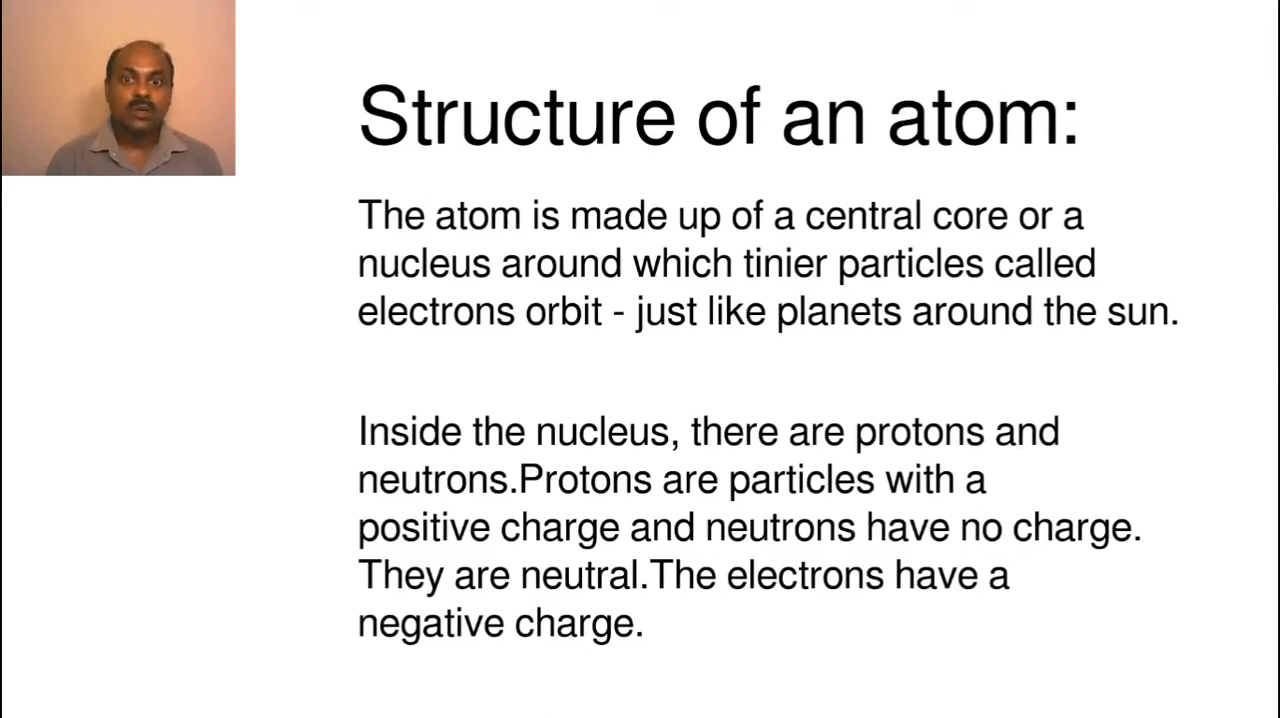 Structure of an atom:
The atom is made up of a central core or a
nucleus around which tinier particles called
electrons orbit - just like planets around the sun.
Inside the nucleus, there are protons and
neutrons.Protons are particles with a
positive charge and neutrons have no charge.
They are neutral.The electrons have a
negative charge.